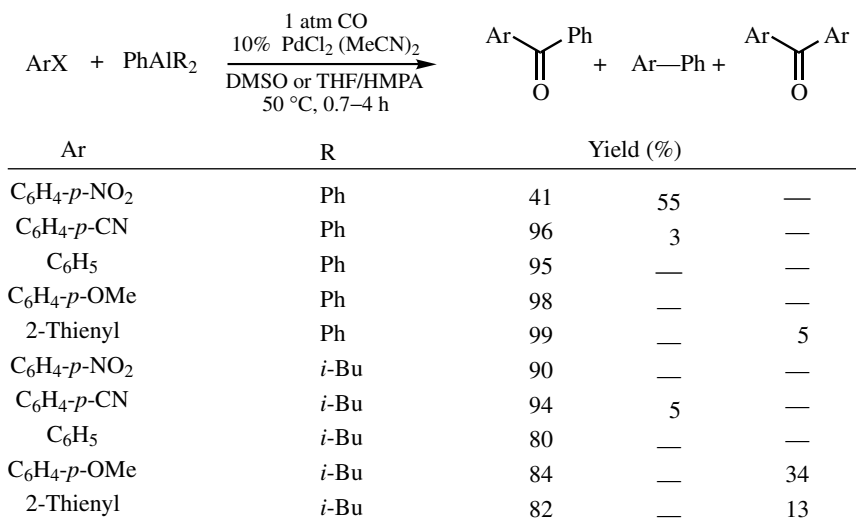 ArX + PhAlR2
1 atm CO
10% PdCl2 (MeCN)2
DMSO or THF/HMPA
50 °C, 0.7–4 h
Ar Ph
O
+ Ar—Ph +
Ar Ar
O
Ar R Yield (%)
C6H4-p-NO2 Ph 41 55 —
C6H4-p-CN Ph 96 3 —
C6H5 Ph 95 — —
C6H4-p-OMe Ph 98 — —
2-Thienyl Ph 99 — 5
C6H4-p-NO2 i-Bu 90 — —
C6H4-p-CN i-Bu 94 5 —
C6H5 i-Bu 80 — —
C6H4-p-OMe i-Bu 84 — 34
2-Thienyl i-Bu 82 — 13